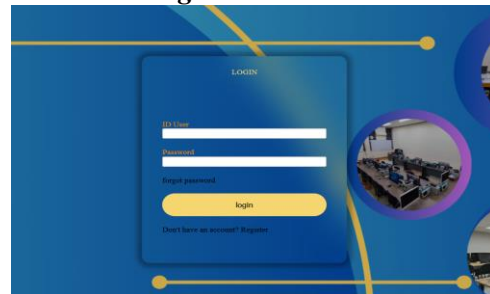 LOGIN
ID User
Password
Forgot password
login
Don't have an account? Register